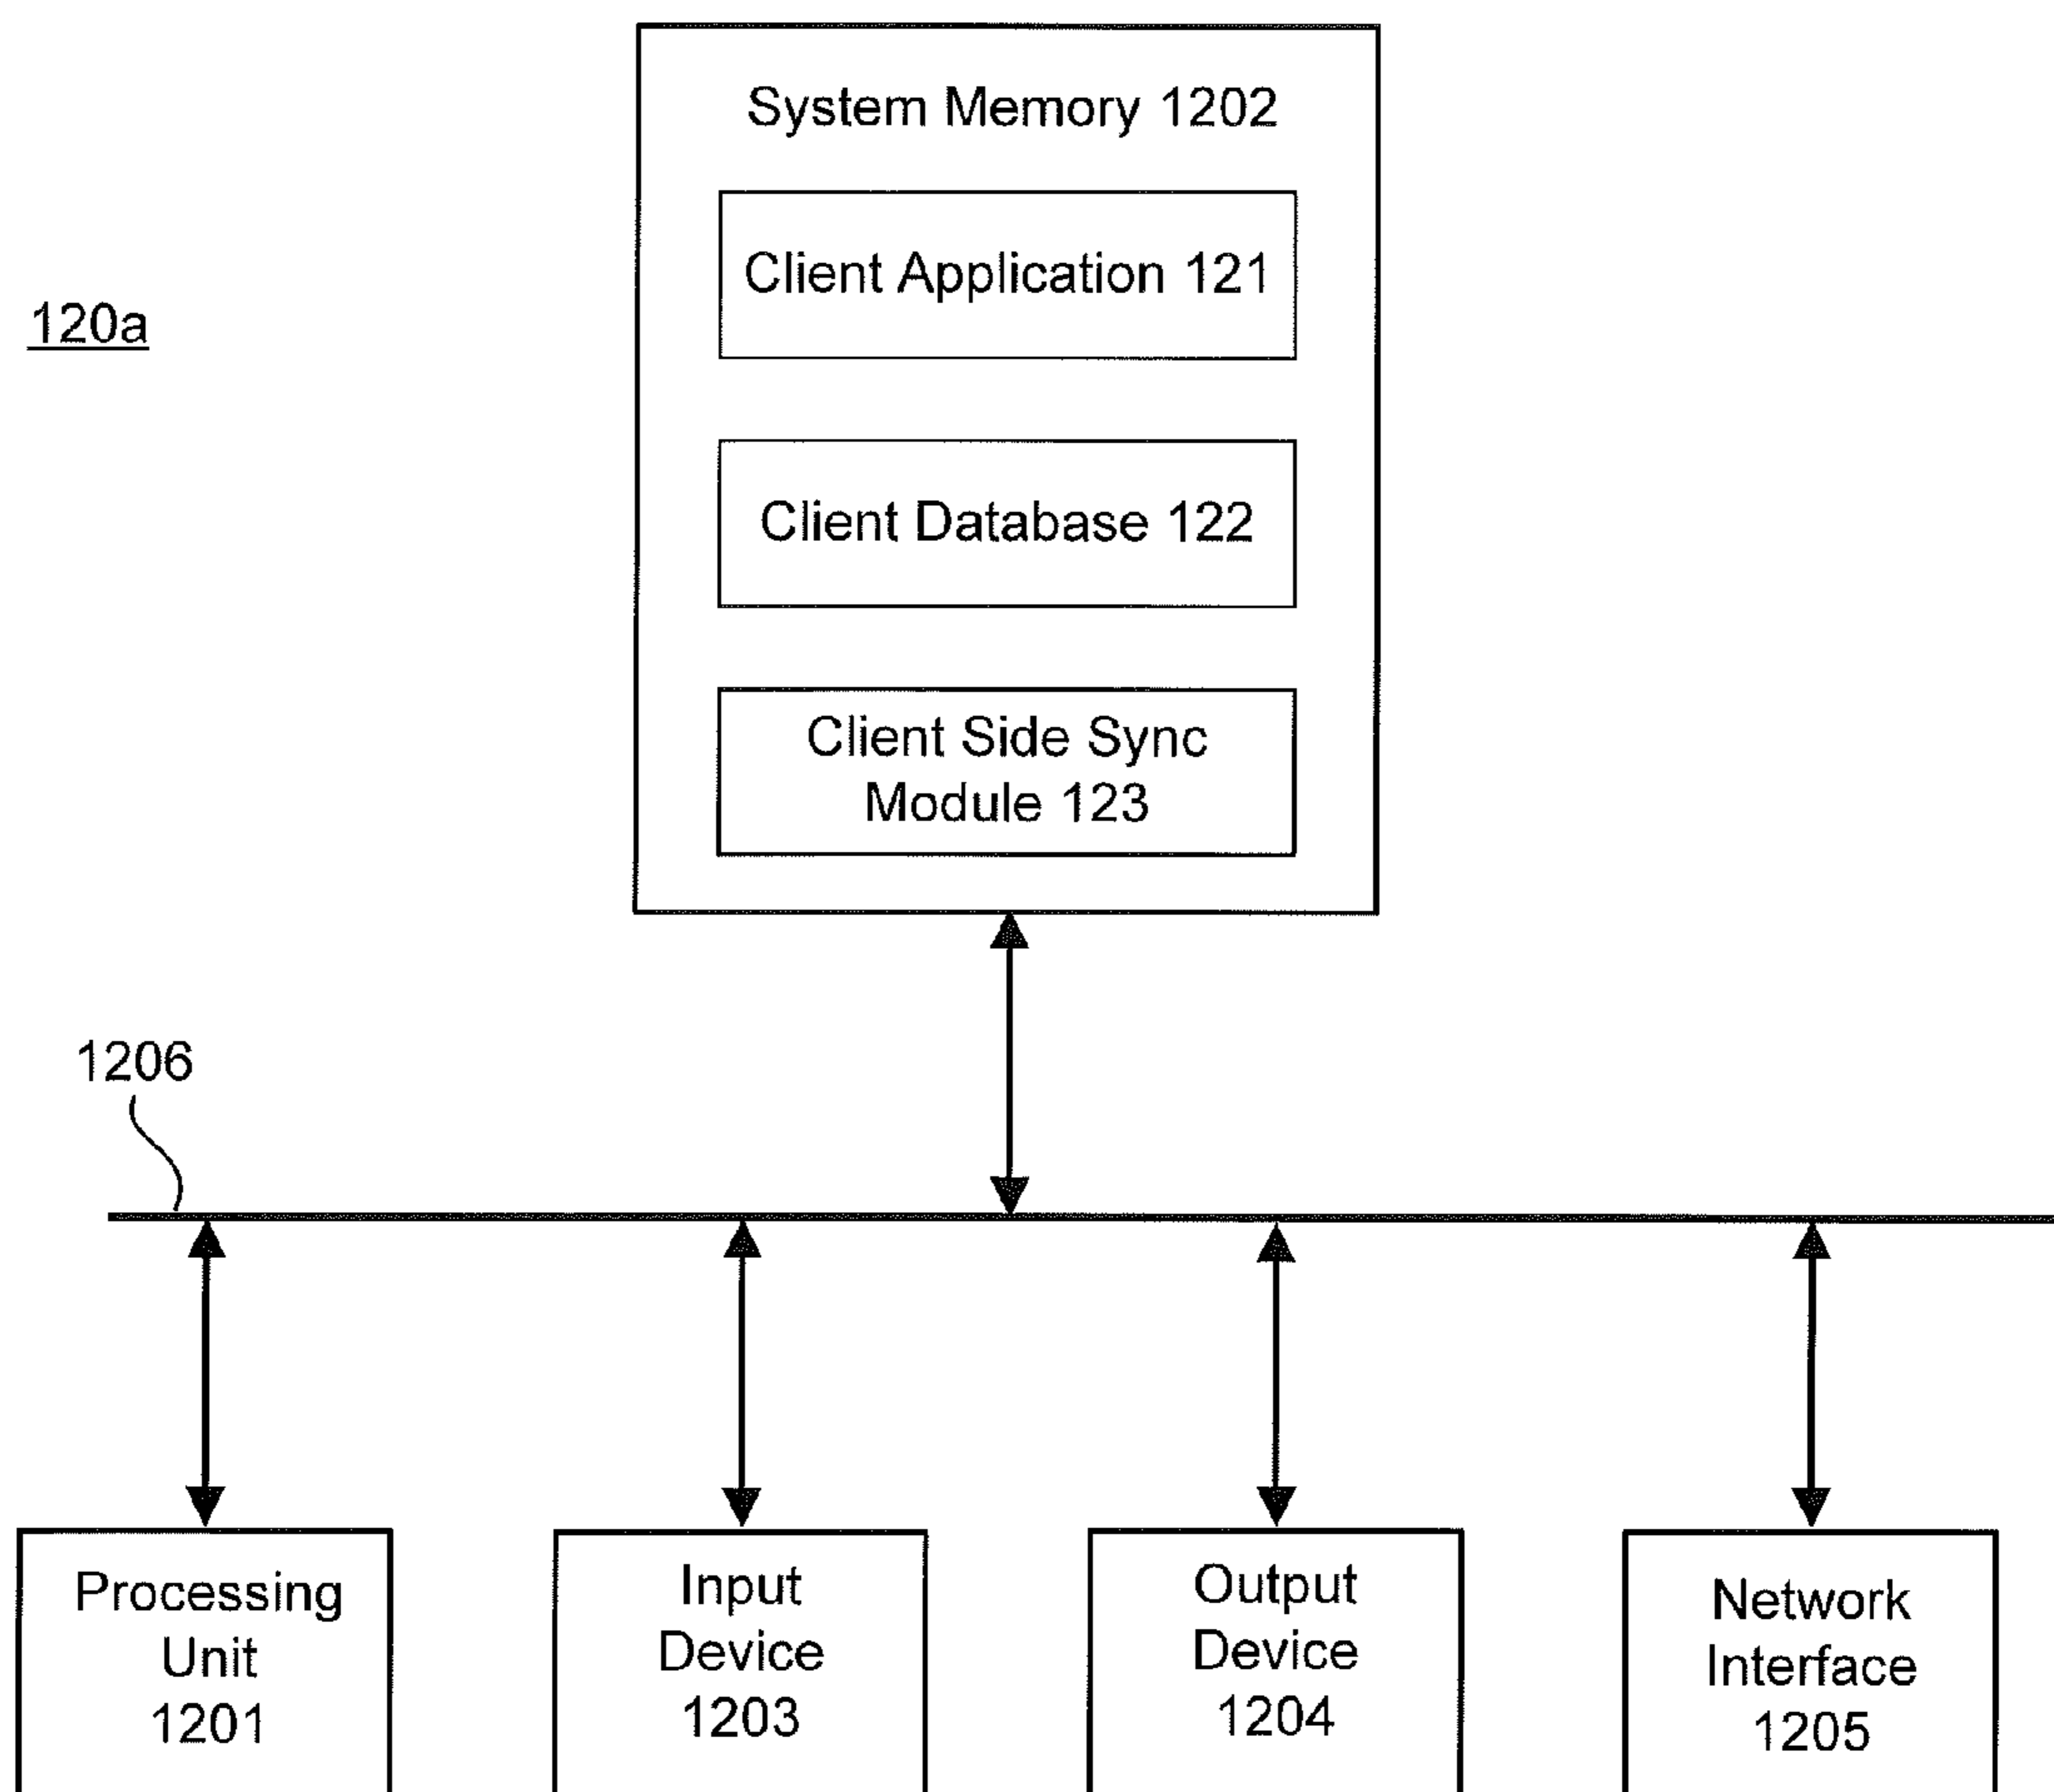 System Memory 1202
Client Application 121
120a
Client Database 122
Client Side Sync
Module 123
1206
Processing
Unit
1201
Input
Device
1203
Output
Device
1204
Network
Interface
1205